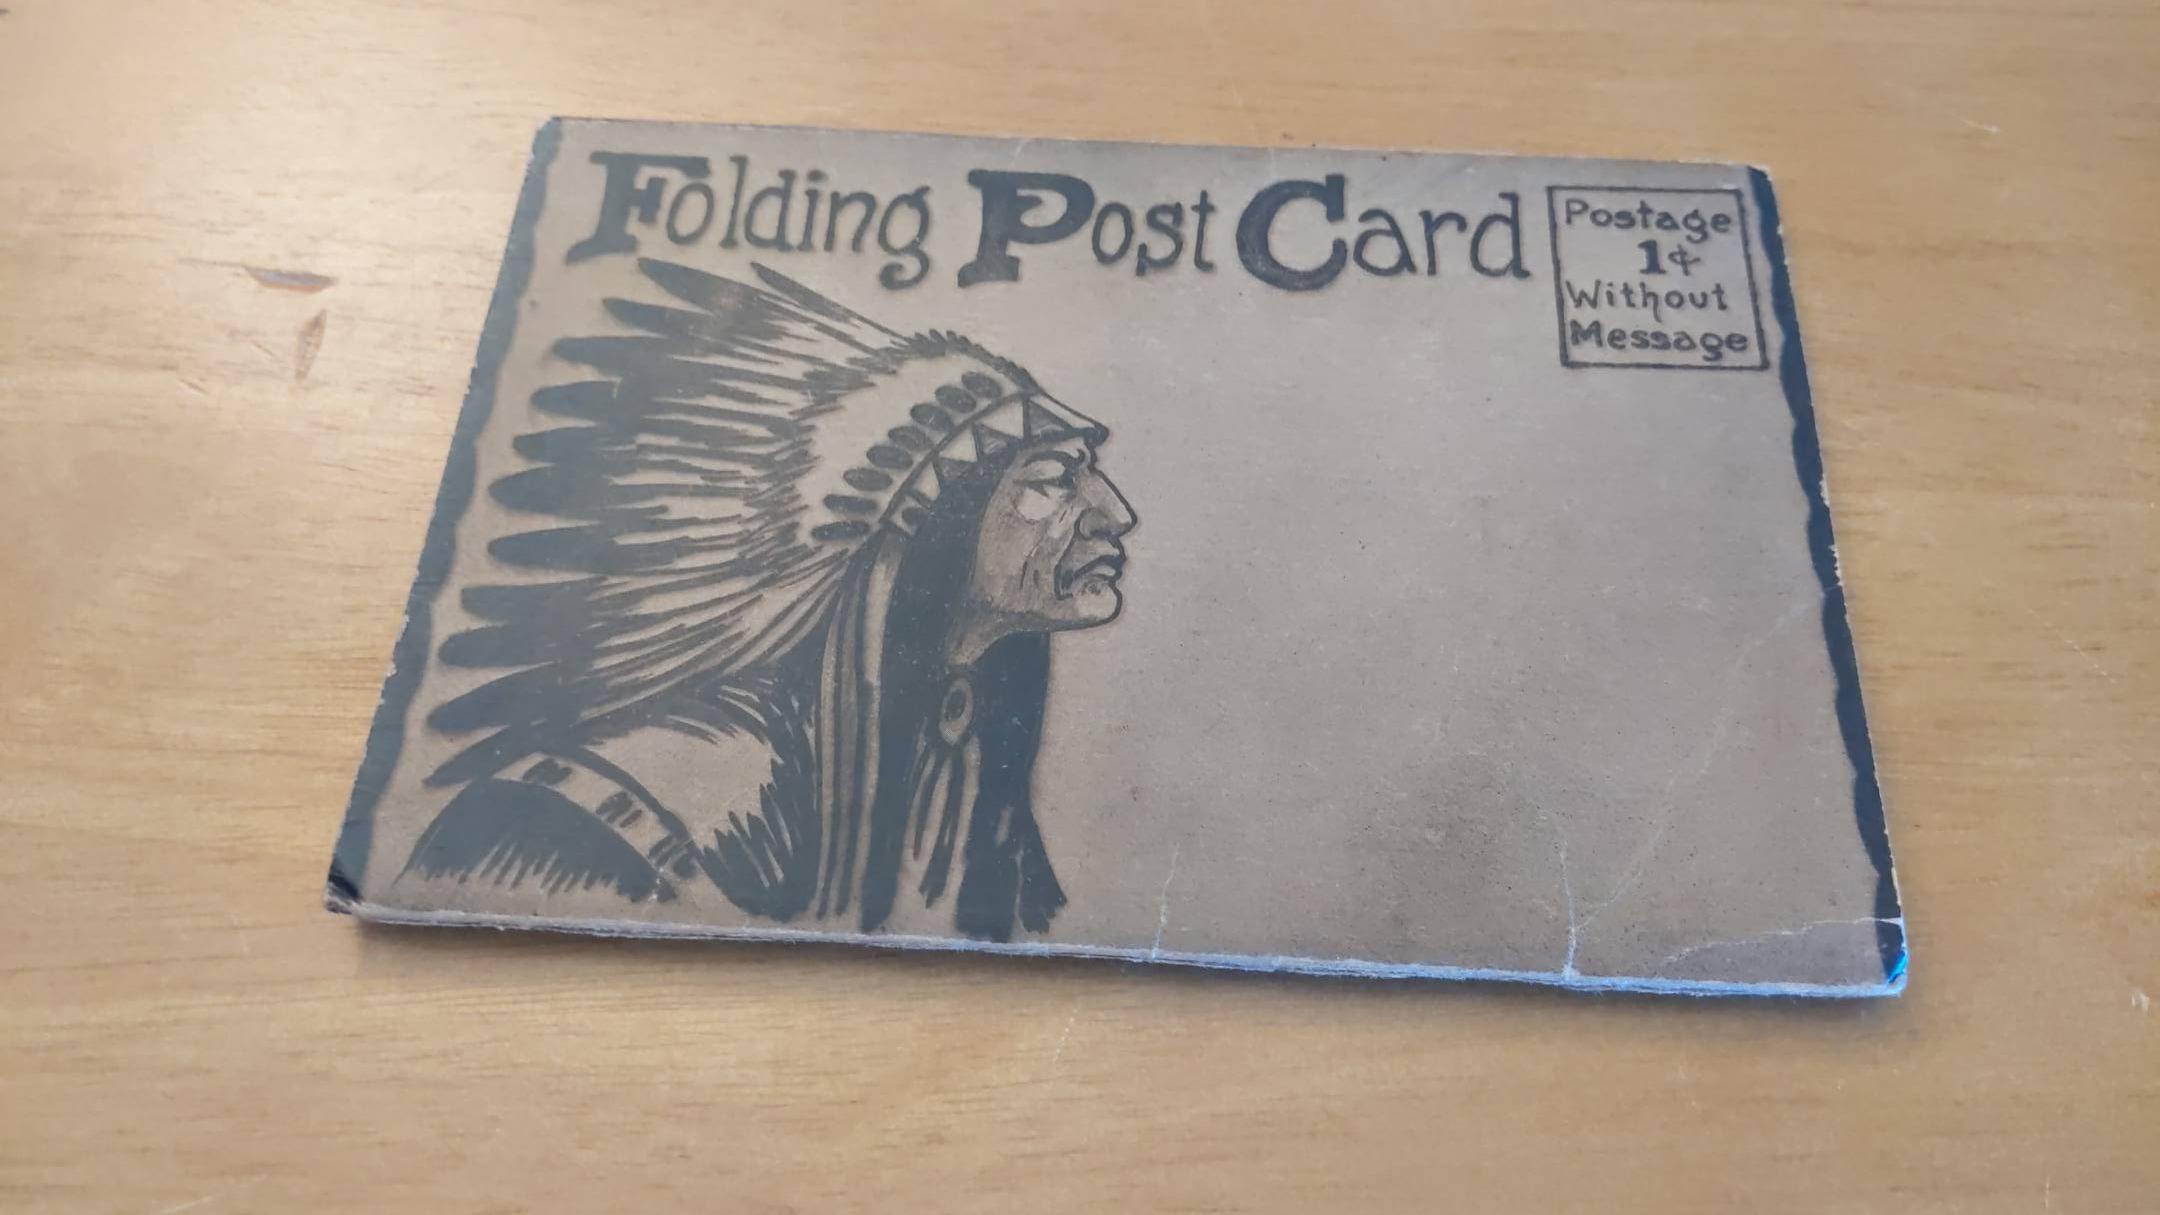 Folding Post Card
Postage
1¢
Without
Message